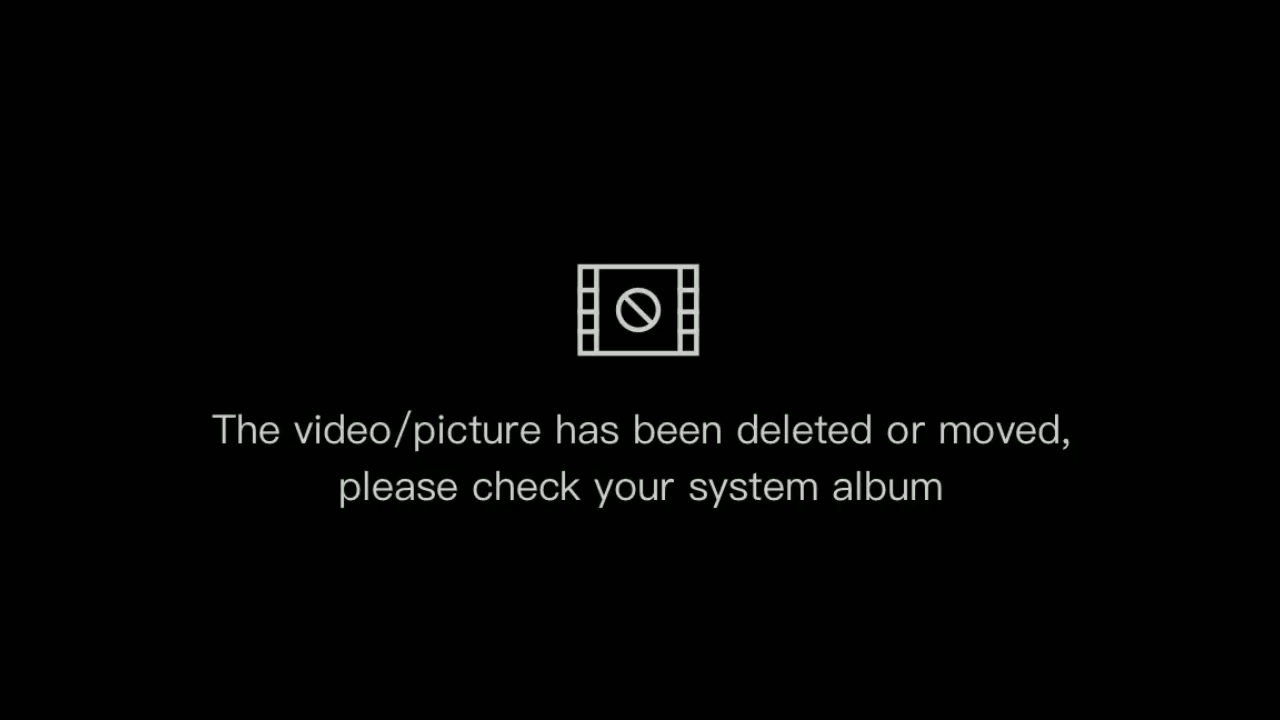 The video/picture has been deleted or moved,
please check your system album